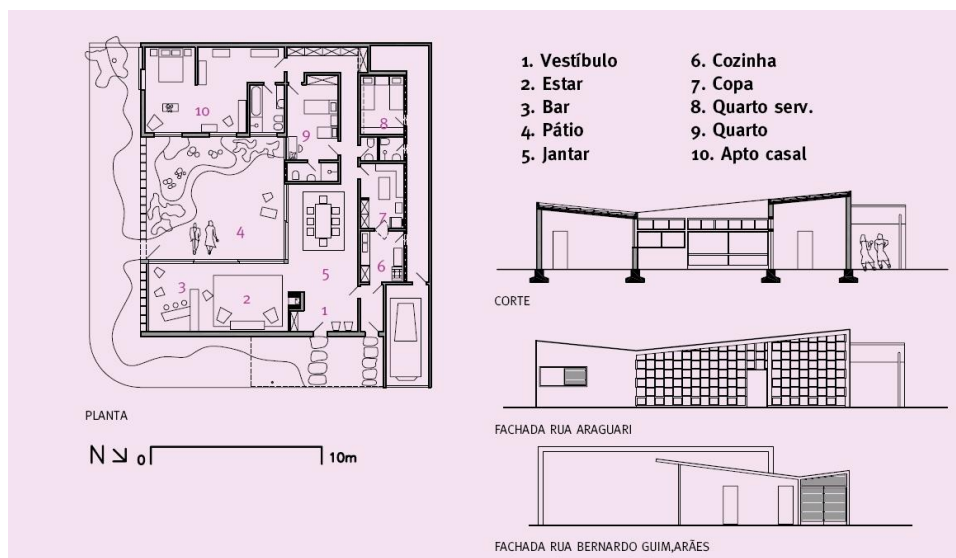 10
9
8
7
4
5
6
3
2
1
PLANTA
N 0 10m
1. Vestíbulo
2. Estar
3. Bar
4. Pátio
5. Jantar
6. Cozinha
7. Copa
8. Quarto serv.
9. Quarto
10. Apto casal
CORTE
FACHADA RUA ARAGUARI
FACHADA RUA BERNARDO GUIM,ARÃES